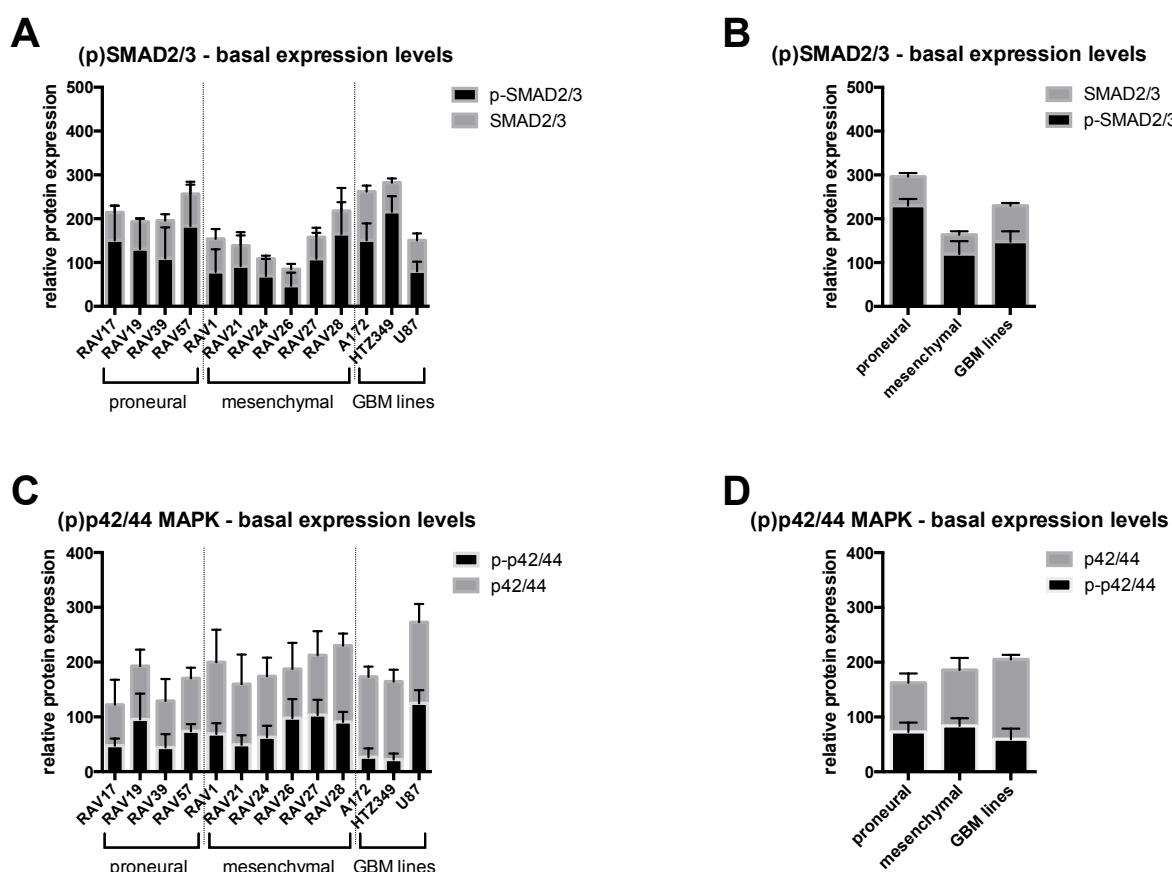 A
(p)SMAD2/3 - basal expression levels
relative protein expression
500
400
300
200
100
0
p-SMAD2/3
SMAD2/3
RAV17
RAV19
RAV39
RAV57
RAV1
RAV21
RAV24
RAV26
RAV27
RAV28
A172
HTZ349
U87
proneural
mesenchymal
GBM lines
B
(p)SMAD2/3 - basal expression levels
relative protein expression
500
400
300
200
100
0
SMAD2/3
p-SMAD2/3
proneural
mesenchymal
GBM lines
C
(p)p42/44 MAPK - basal expression levels
relative protein expression
400
300
200
100
0
p-p42/44
p42/44
RAV17
RAV19
RAV39
RAV57
RAV1
RAV21
RAV24
RAV26
RAV27
RAV28
A172
HTZ349
U87
proneural
mesenchymal
GBM lines
D
(p)p42/44 MAPK - basal expression levels
relative protein expression
400
300
200
100
0
p42/44
p-p42/44
proneural
mesenchymal
GBM lines